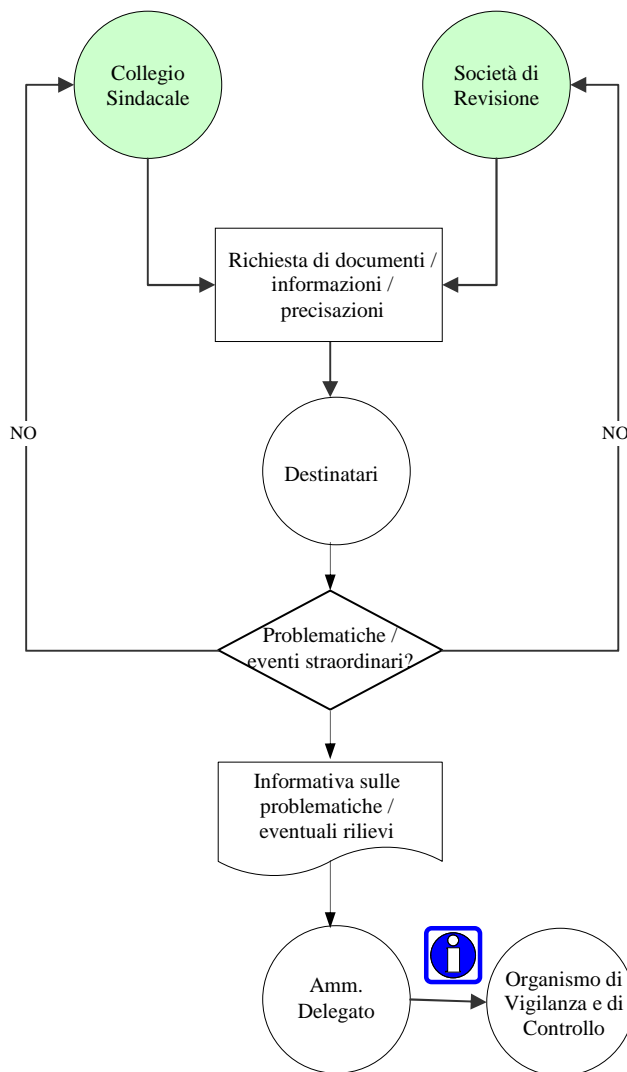 Collegio
Sindacale
Società di
Revisione
Richiesta di documenti /
informazioni /
precisazioni
NO
NO
Destinatari
Problematiche /
eventi straordinari?
Informativa sulle
problematiche /
eventuali rilievi
Amm.
Delegato
i
Organismo di
Vigilanza e di
Controllo